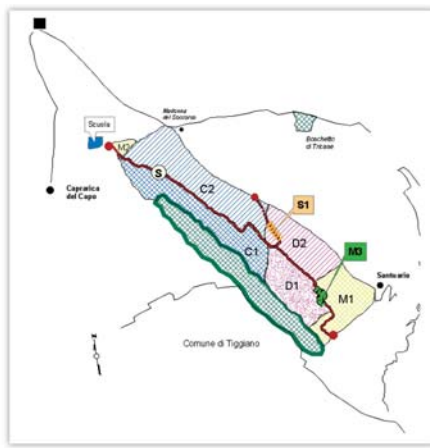 Madonna
del Soccorso
Boschetto
di Tricase
Scuola
M2
S
Caprarica
del Capo
C2
S1
D2
C1
M3
Santuario
D1
M1
Comune di Tiggiano